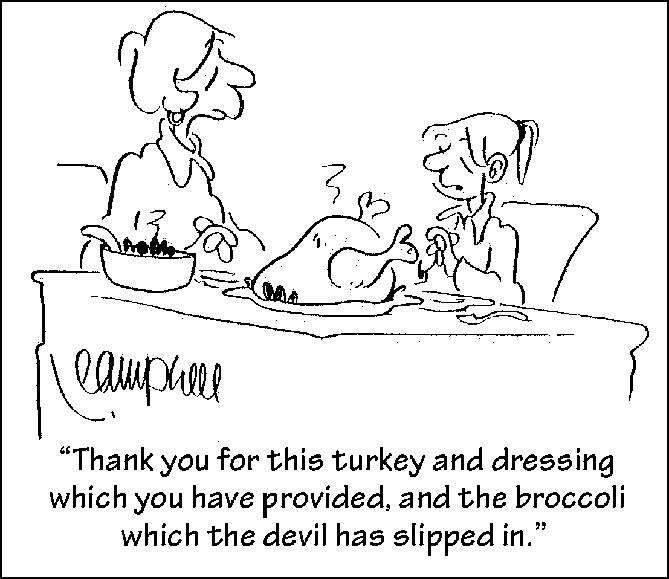 Campbell
“Thank you for this turkey and dressing
which you have provided, and the broccoli
which the devil has slipped in.”